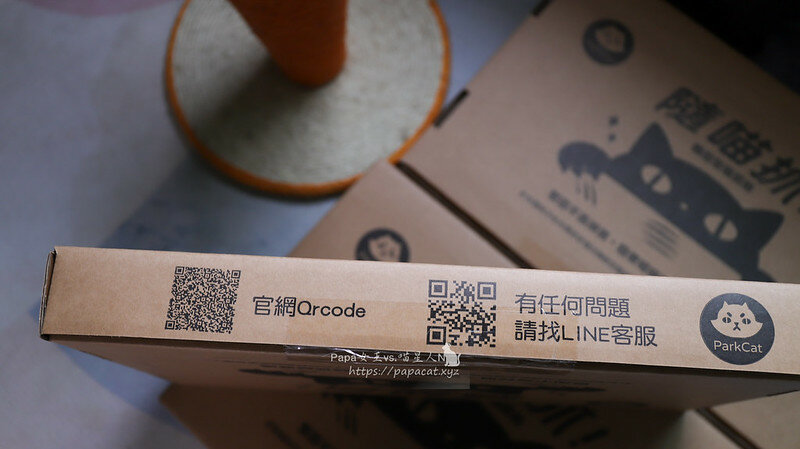 隨喵抓
官網Qrcode
有任何問題
請找LINE客服
ParkCat
Papa女王vs.喵星人N
https://papacat.xyz